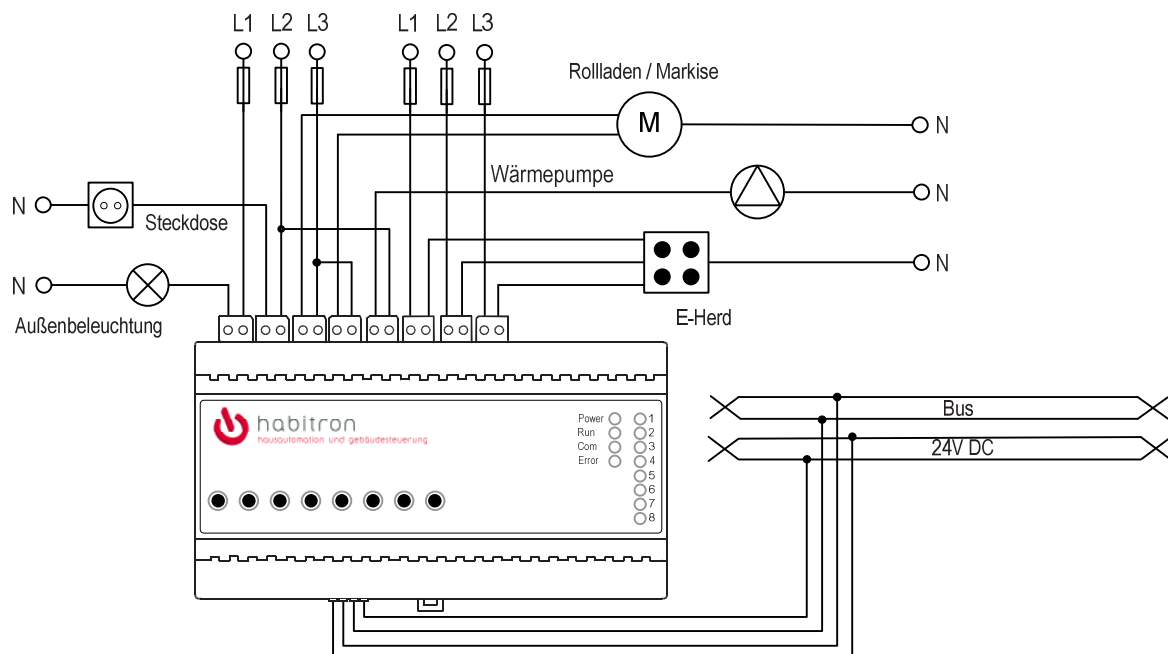 L1 L2 L3 L1 L2 L3
Rollladen / Markise
M N
Wärmepumpe
N
N
Steckdose
N
N
Außenbeleuchtung
E-Herd
habitron
hausautomation und gebäudesteuerung
Power 1
Run 2
Com 3
Error 4
5
6
7
8
Bus
24V DC